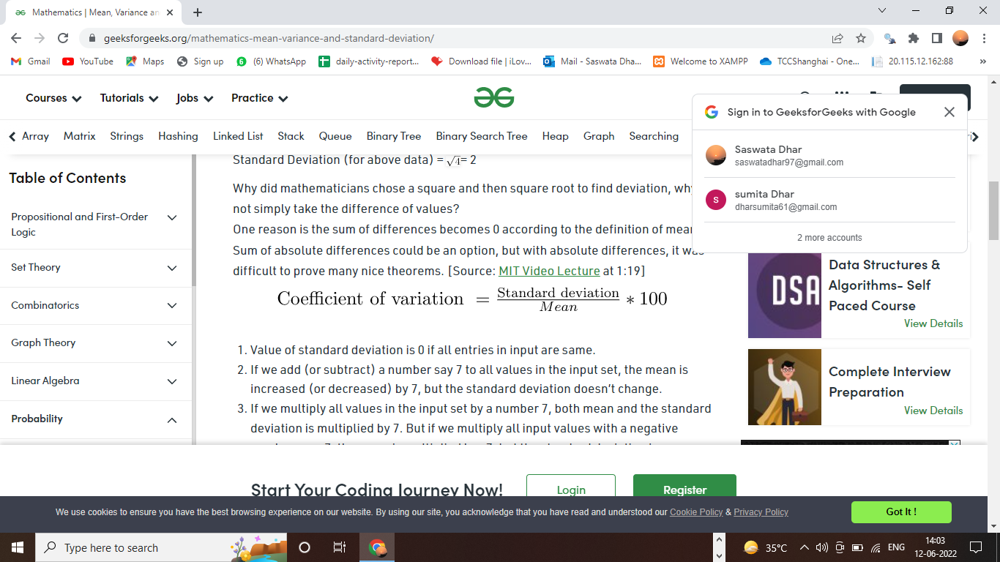 Mathematics | Mean, Variance an
geeksforgeeks.org/mathematics-mean-variance-and-standard-deviation/
Gmail YouTube Maps Sign up (6) WhatsApp daily-activity-report... Download file | iLov... Mail - Saswata Dha... Welcome to XAMPP TCCShanghai - One... 20.115.12.162:88 »
Courses Tutorials Jobs Practice
Array Matrix Strings Hashing Linked List Stack Queue Binary Tree Binary Search Tree Heap Graph Searching
Sign in to GeeksforGeeks with Google
Saswata Dhar
saswatadhar97@gmail.com
S
sumita Dhar
dharsumita61@gmail.com
2 more accounts
Table of Contents
Propositional and First-Order
Logic
Set Theory
Combinatorics
Graph Theory
Linear Algebra
Probability
Standard Deviation (for above data) = √4= 2
Why did mathematicians chose a square and then square root to find deviation, why
not simply take the difference of values?
One reason is the sum of differences becomes 0 according to the definition of mean
Sum of absolute differences could be an option, but with absolute differences, it was
difficult to prove many nice theorems. [Source: MIT Video Lecture at 1:19]
Coefficient of variation = Standard deviation / Mean * 100
1. Value of standard deviation is 0 if all entries in input are same.
2. If we add (or subtract) a number say 7 to all values in the input set, the mean is
increased (or decreased) by 7, but the standard deviation doesn't change.
3. If we multiply all values in the input set by a number 7, both mean and the standard
deviation is multiplied by 7. But if we multiply all input values with a negative
DSA
Data Structures &
Algorithms- Self
Paced Course
View Details
Complete Interview
Preparation
View Details
Start Your Coding Journey Now!
Login
Register
We use cookies to ensure you have the best browsing experience on our website. By using our site, you acknowledge that you have read and understood our Cookie Policy & Privacy Policy
Got It !
Type here to search
35°C
ENG
14:03
12-06-2022